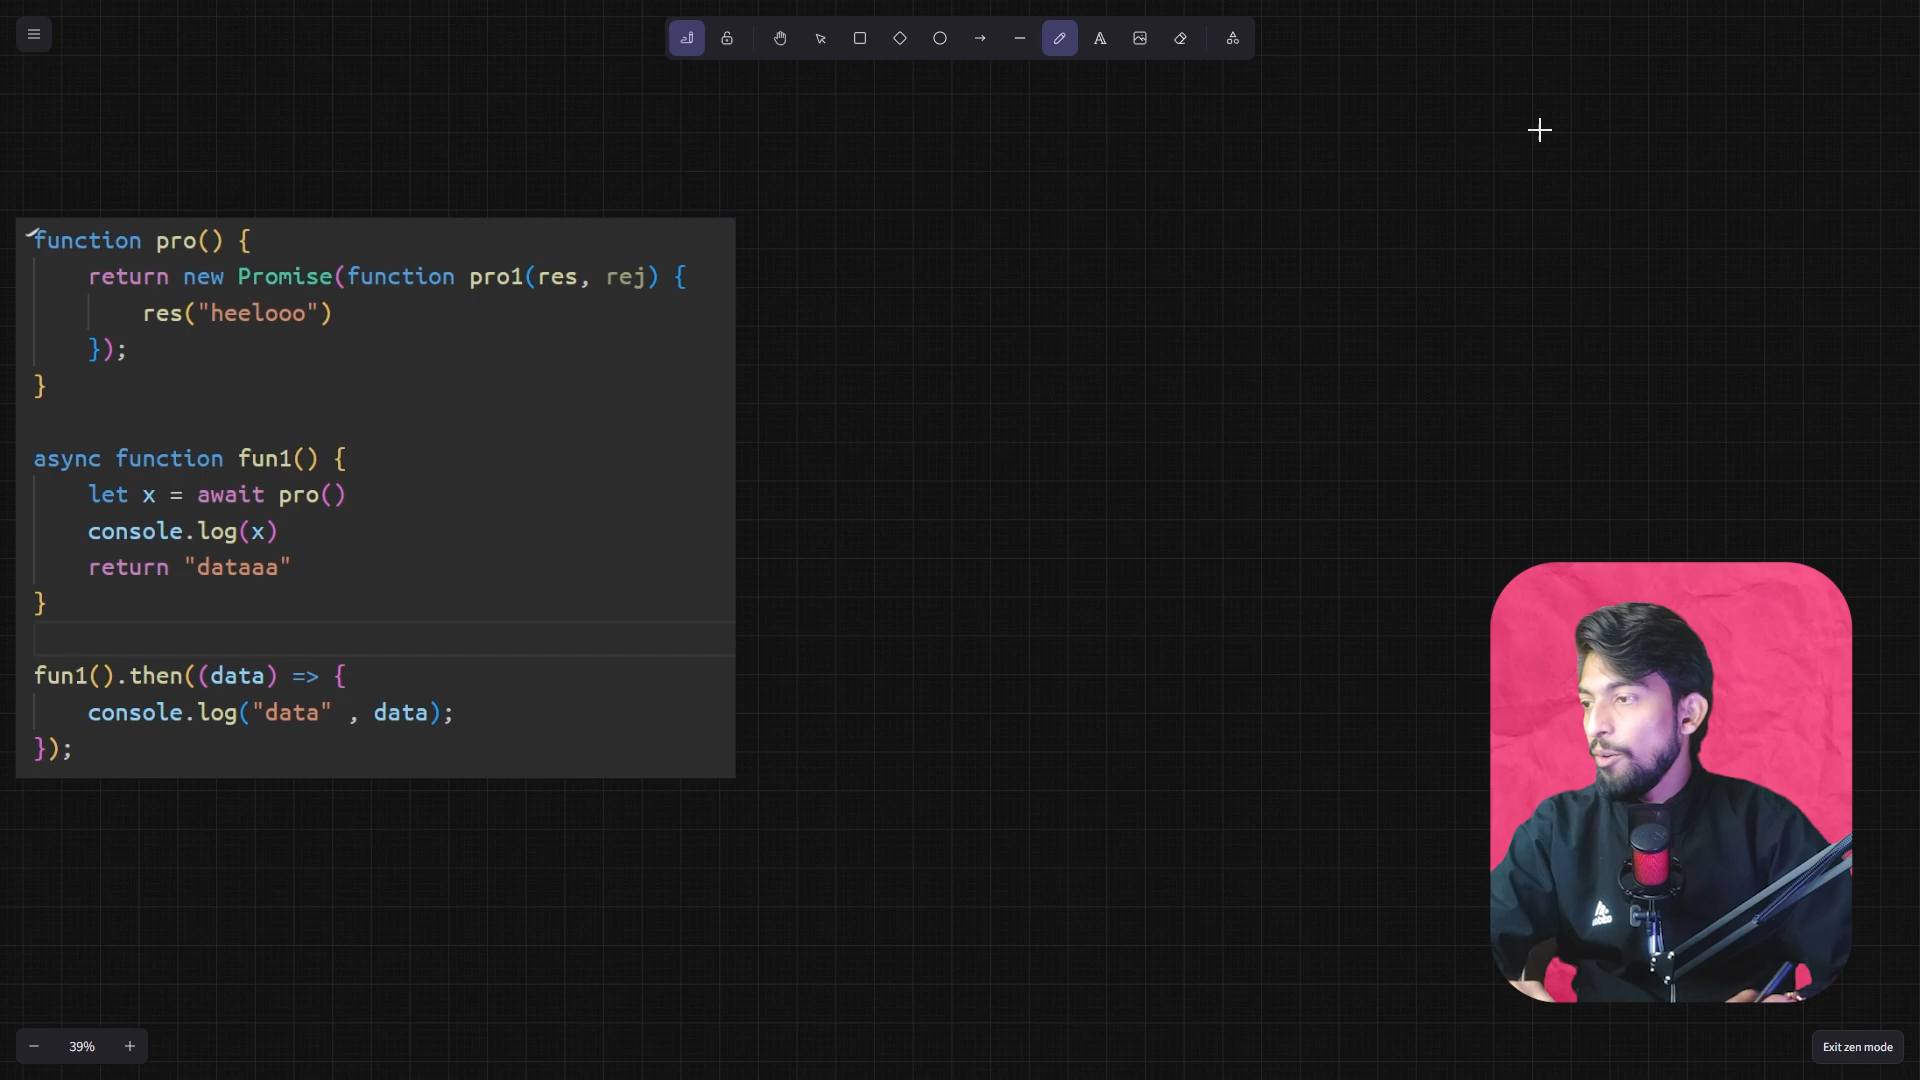 function pro() {
    return new Promise(function pro1(res, rej) {
        res("heelooo")
    });
}
async function fun1() {
    let x = await pro()
    console.log(x)
    return "dataaa"
}
fun1().then((data) => {
    console.log("data" , data);
});
39%
Exit zen mode